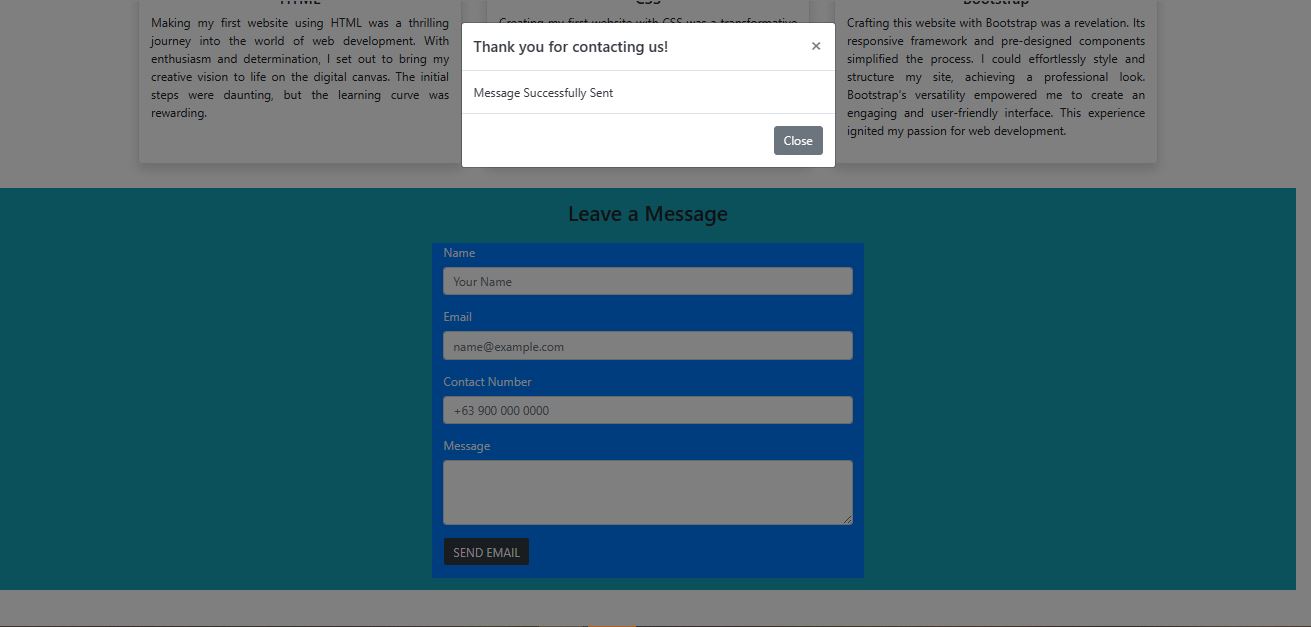 HTML
CSS
Bootstrap
Making my first website using HTML was a thrilling
journey into the world of web development. With
enthusiasm and determination, I set out to bring my
creative vision to life on the digital canvas. The initial
steps were daunting, but the learning curve was
rewarding.
Creating my first website with CSS was a transformative
Crafting this website with Bootstrap was a revelation. Its
responsive framework and pre-designed components
simplified the process. I could effortlessly style and
structure my site, achieving a professional look.
Bootstrap's versatility empowered me to create an
engaging and user-friendly interface. This experience
ignited my passion for web development.
Thank you for contacting us!
×
Message Successfully Sent
Close
Leave a Message
Name
Your Name
Email
name@example.com
Contact Number
+63 900 000 0000
Message
SEND EMAIL